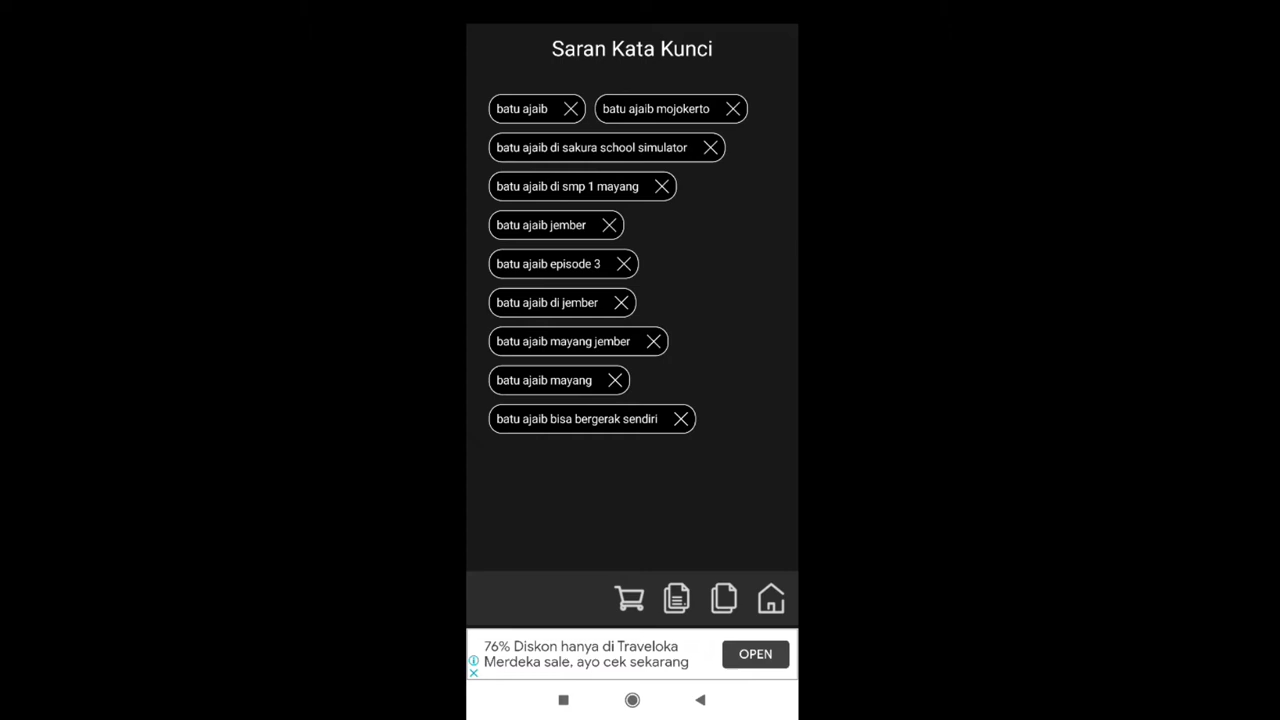 Saran Kata Kunci
batu ajaib batu ajaib mojokerto
batu ajaib di sakura school simulator
batu ajaib di smp 1 mayang
batu ajaib jember
batu ajaib episode 3
batu ajaib di jember
batu ajaib mayang jember
batu ajaib mayang
batu ajaib bisa bergerak sendiri
76% Diskon hanya di Traveloka
Merdeka sale, ayo cek sekarang
OPEN